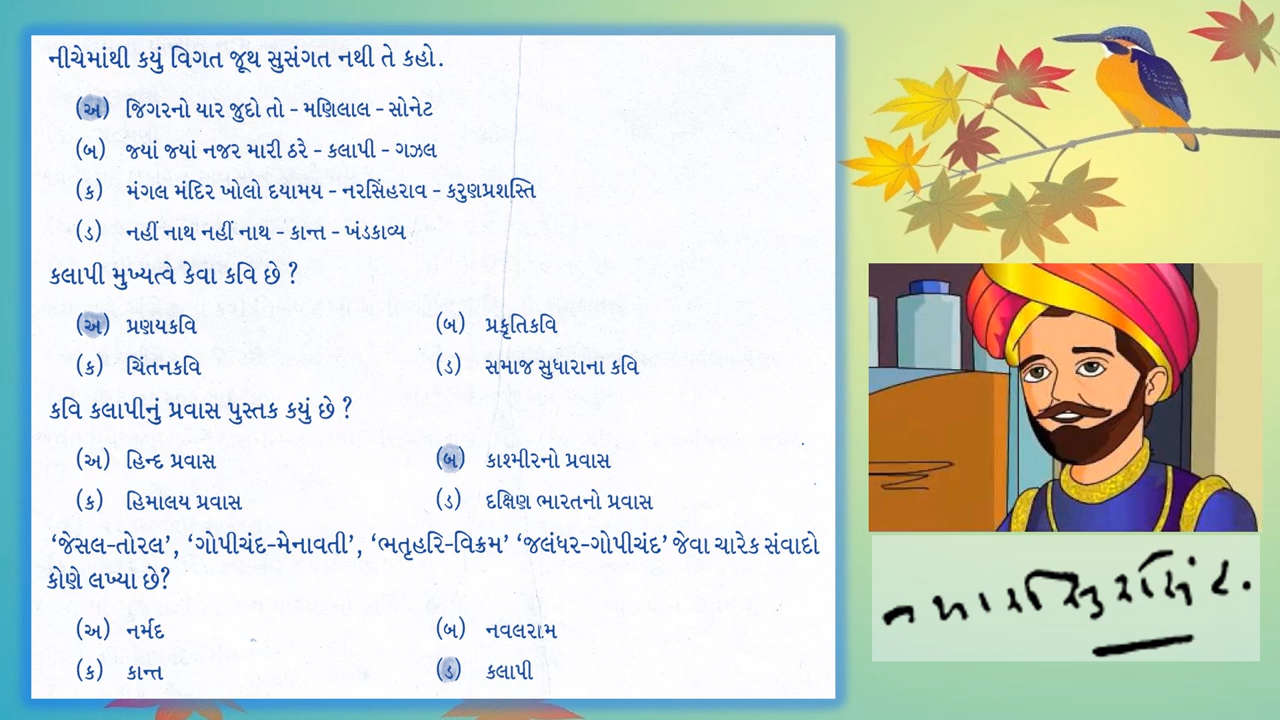 નીચેમાંથી કયું વિગત જૂથ સુસંગત નથી તે કહો.
(અ) જિગરનો યાર જુદો તો – મણિલાલ – સોનેટ
(બ) જયાં જયાં નજર મારી ઠરે – કલાપી – ગઝલ
(ક) મંગલ મંદિર ખોલો દયામય – નરસિંહરાવ – કરુણપ્રશસ્તિ
(ડ) નહીં નાથ નહીં નાથ – કાન્ત – ખંડકાવ્ય
કલાપી મુખ્યત્વે કેવા કવિ છે ?
(અ) પ્રણયકવિ (બ) પ્રકૃતિકવિ
(ક) ચિંતનકવિ (ડ) સમાજ સુધારાના કવિ
કવિ કલાપીનું પ્રવાસ પુસ્તક કયું છે ?
(અ) હિન્દ પ્રવાસ (બ) કાશ્મીરનો પ્રવાસ
(ક) હિમાલય પ્રવાસ (ડ) દક્ષિણ ભારતનો પ્રવાસ
‘જેસલ-તોરલ’, ‘ગોપીચંદ-મેનાવતી’, ‘ભતૃહરિ-વિક્રમ’ ‘જલંધર-ગોપીચંદ’ જેવા ચારેક સંવાદો
કોણે લખ્યા છે?
(અ) નર્મદ (બ) નવલરામ
(ક) કાન્ત (ડ) કલાપી